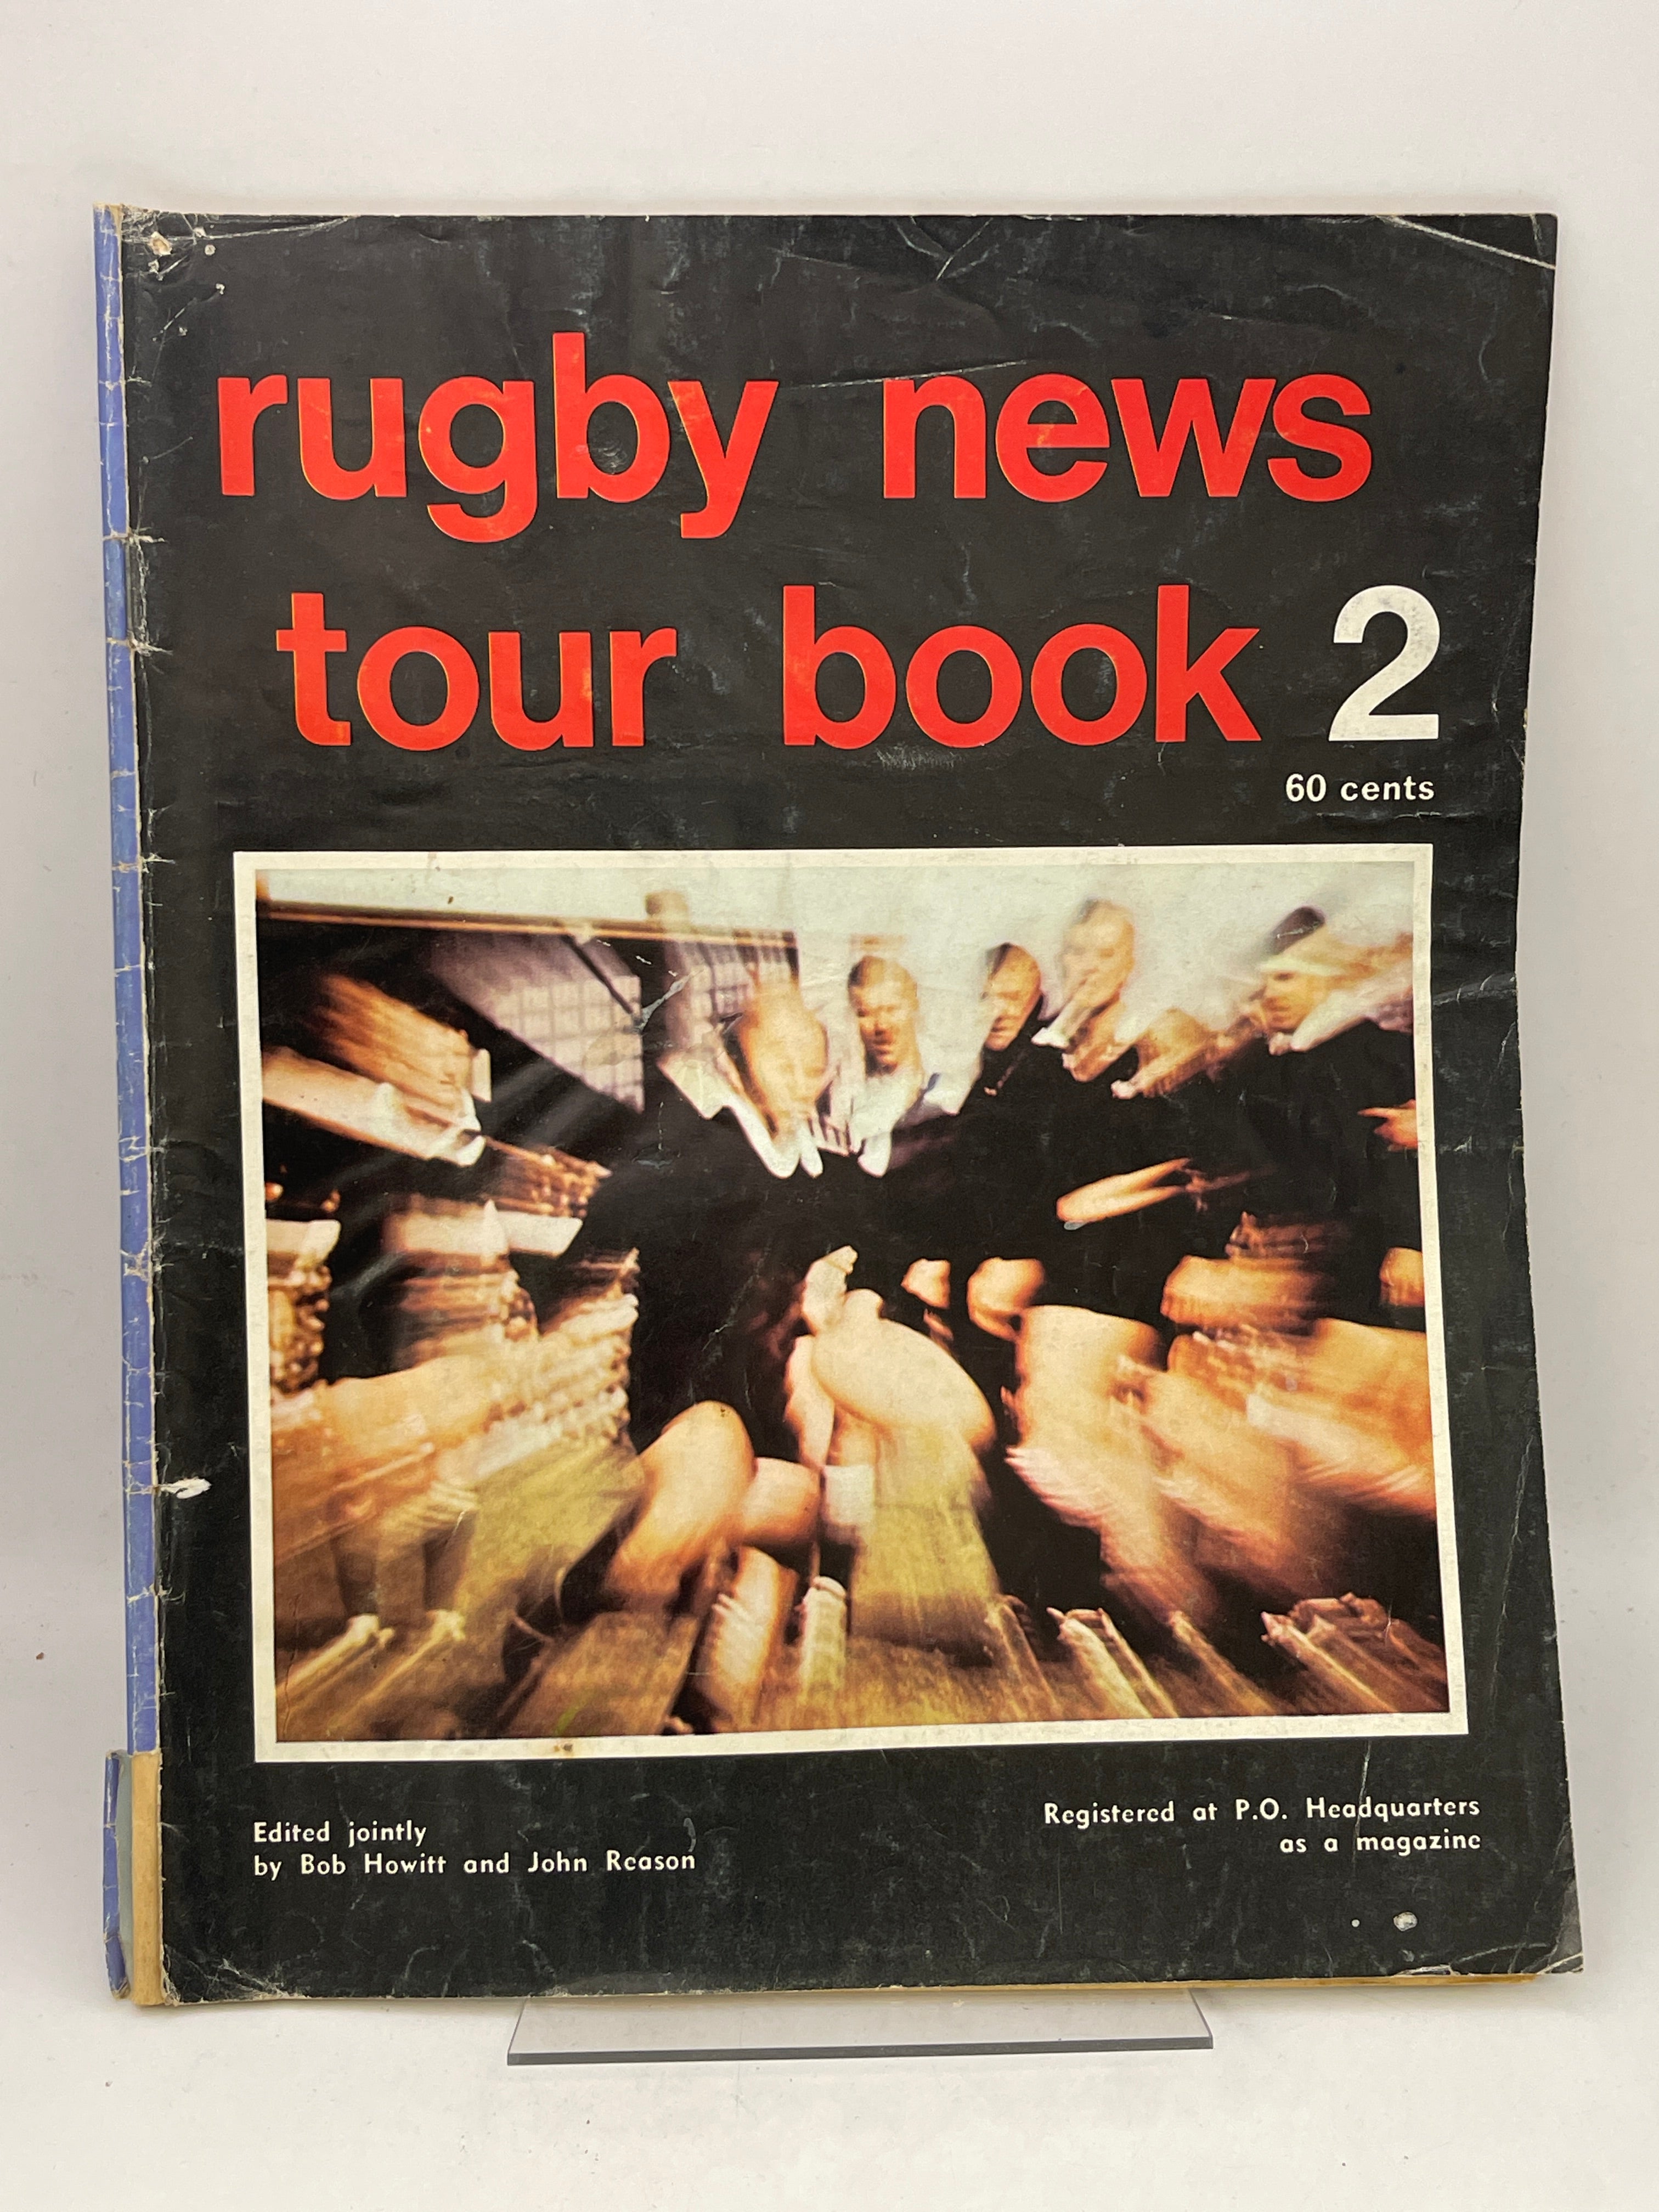 rugby news
tour book 2
60 cents
Edited jointly
by Bob Howitt and John Reason
Registered at P.O. Headquarters
as a magazine